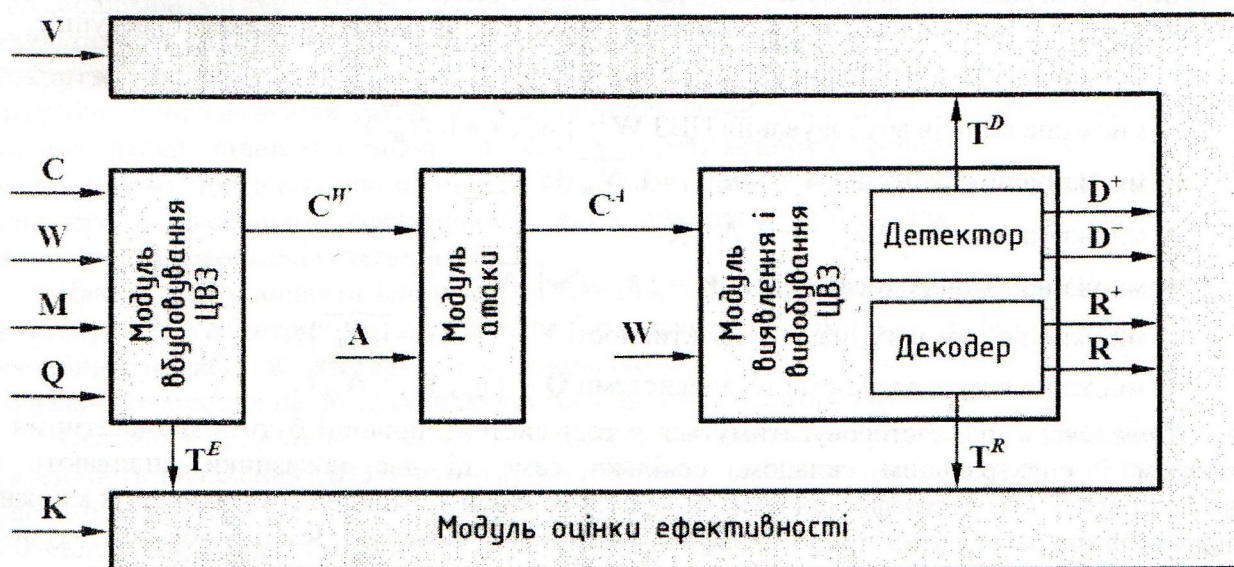 V
T^D
C
W
M
Q
K
Модуль
вбудовування
ЦВЗ
C^W
A
Модуль
атаки
C^A
W
Модуль
виявлення і
видобування
ЦВЗ
Детектор
Декодер
D^+
D^-
R^+
R^-
T^E
T^R
Модуль оцінки ефективності